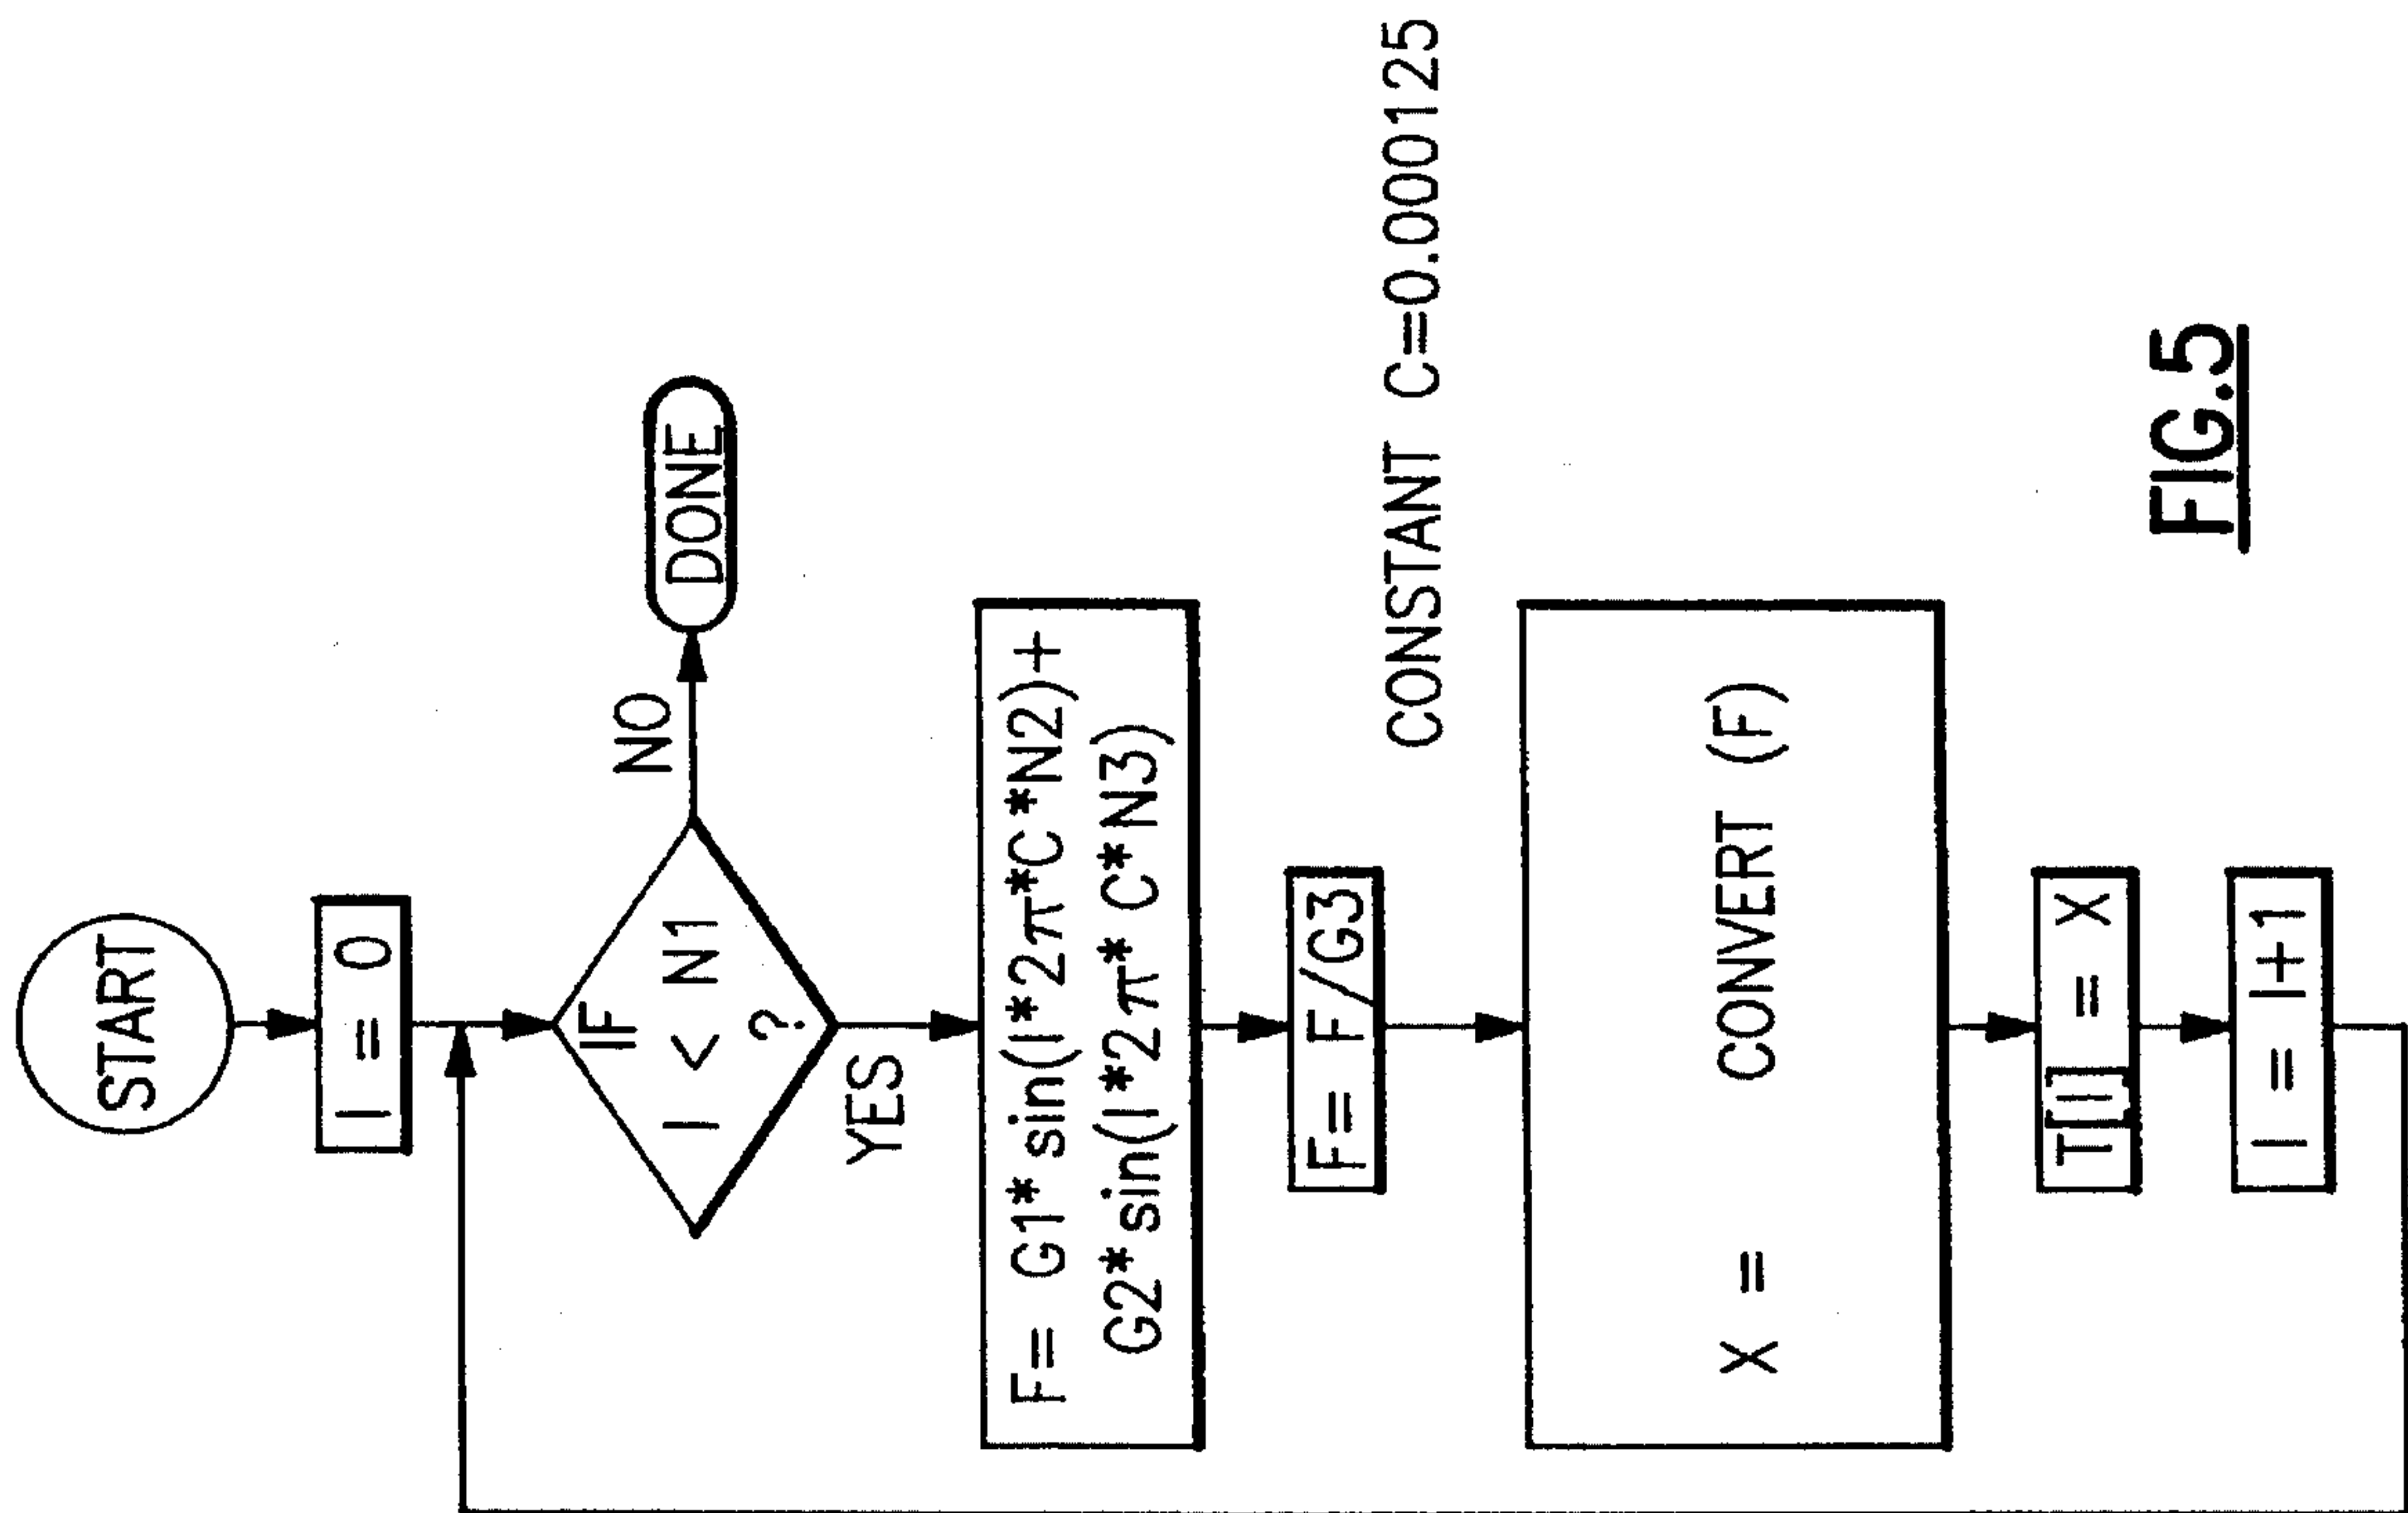 START
I = 0
IF
I < N1
?
NO
DONE
YES
F= G1*sin(I*2π*C*N2)+
G2*sin(I*2π* C*N3)
F= F/G3
CONSTANT C=0.000125
X = CONVERT (F)
T[I] = X
I = I+1
FIG.5